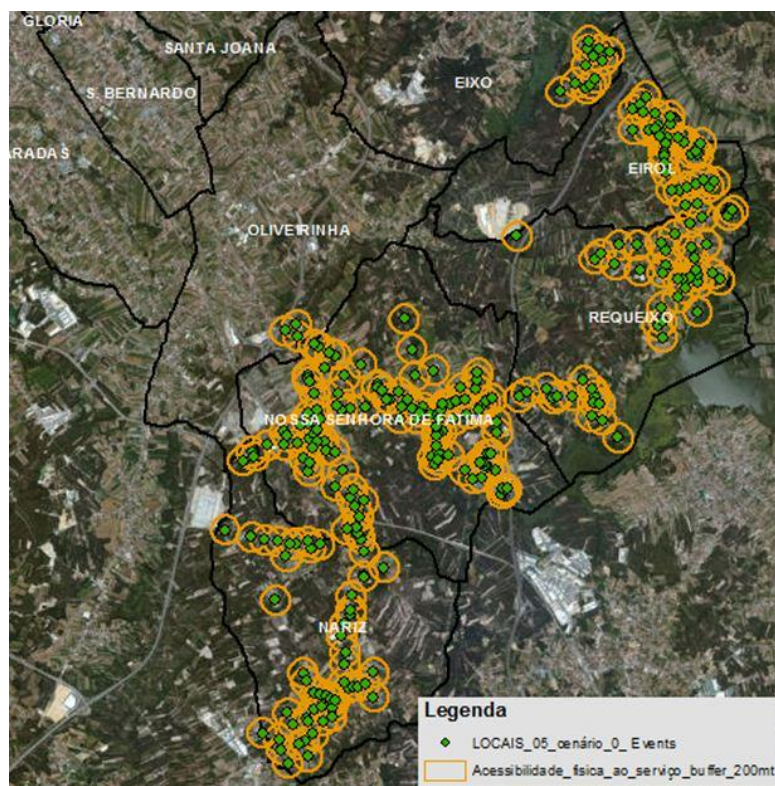 GLORIA
SANTA JOANA
EIXO
S. BERNARDO
ARADAS
EIROL
OLIVEIRINHA
REQUEIXO
NOSSA SENHORA DE FATIMA
NARIZ
Legenda
LOCAIS_05_cenário_0_ Events
Acessibilidade_fisica_ao_serviço_buffer_200mt